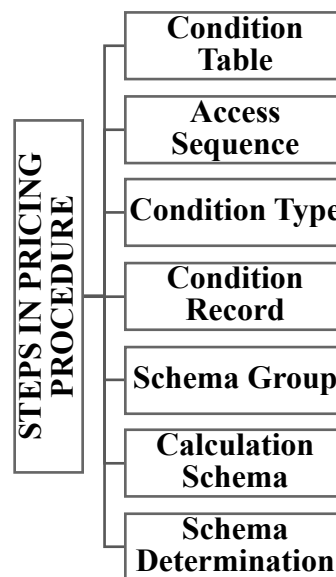 STEPS IN PRICING
PROCEDURE
Condition
Table
Access
Sequence
Condition Type
Condition
Record
Schema Group
Calculation
Schema
Schema
Determination